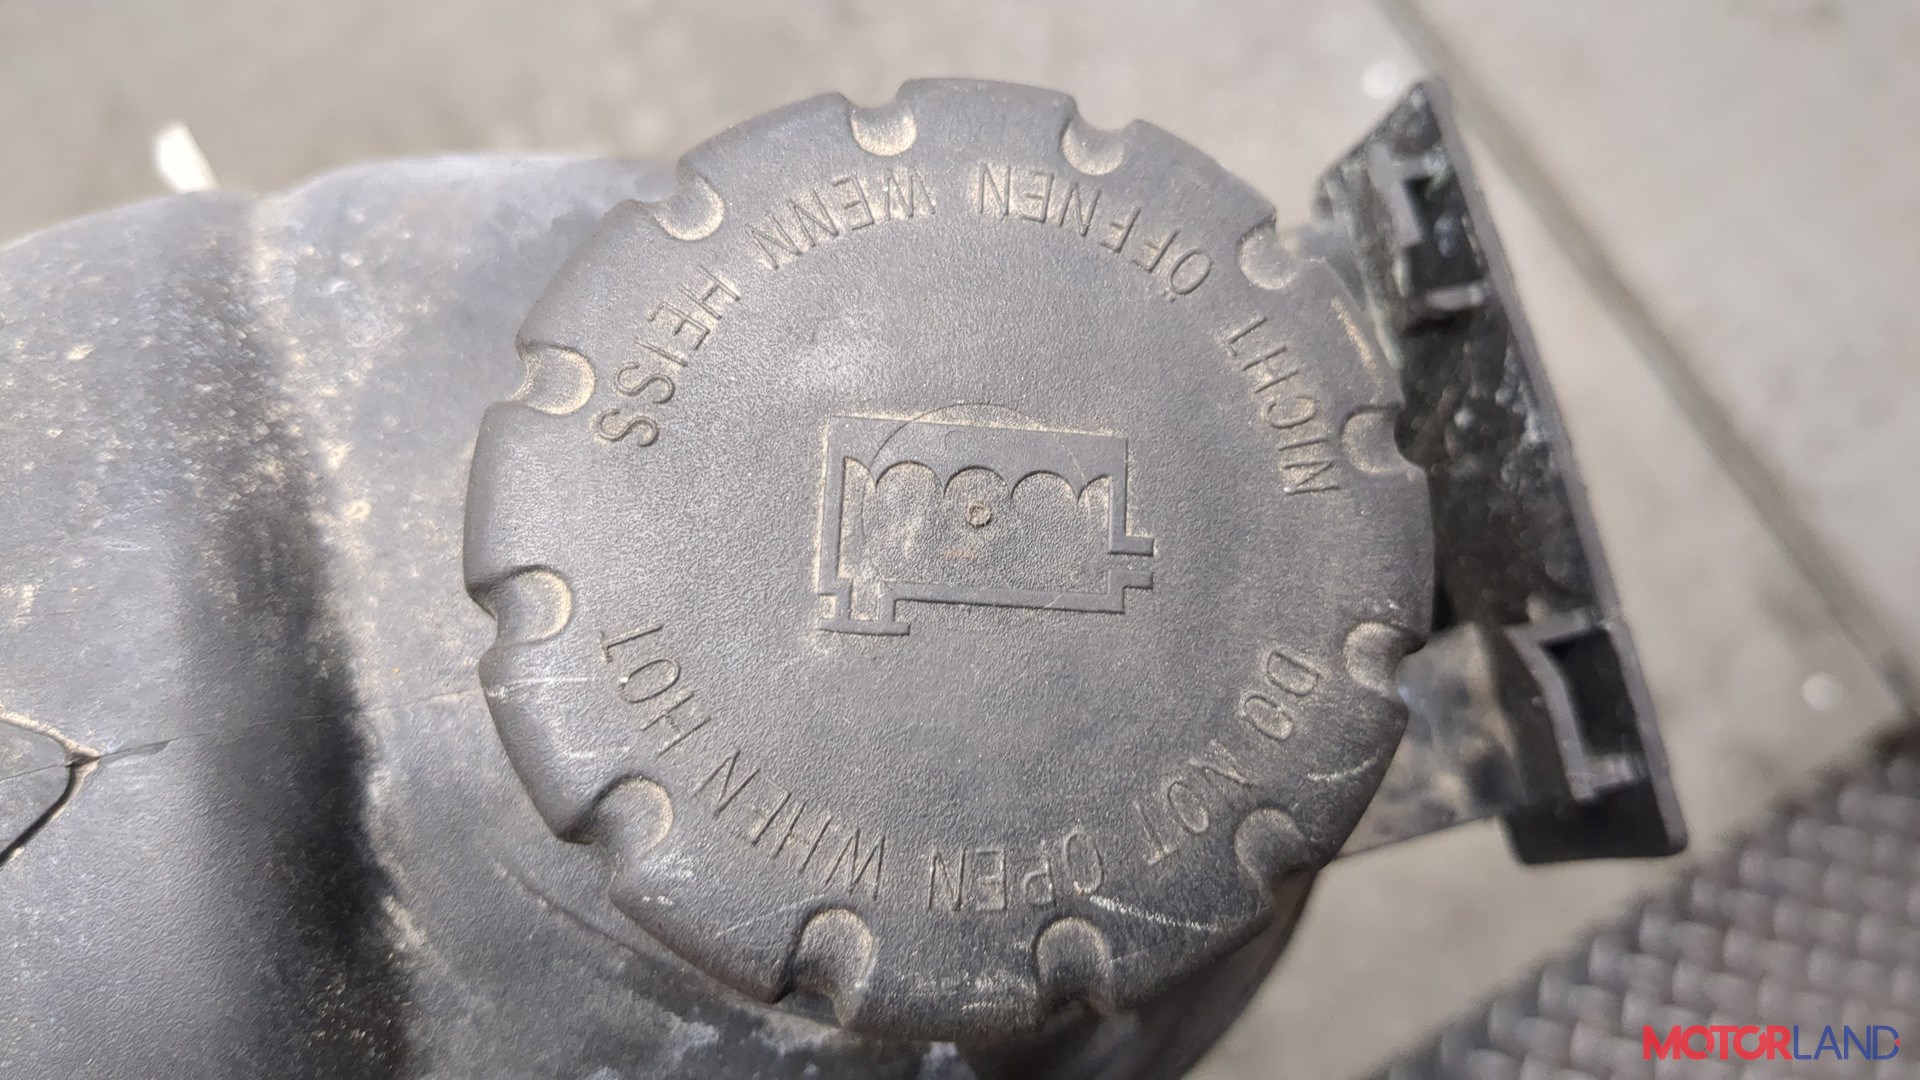 DO NOT OPEN WHEN HOT
NICHT ÖFFNEN WENN HEISS
MOTORLAND